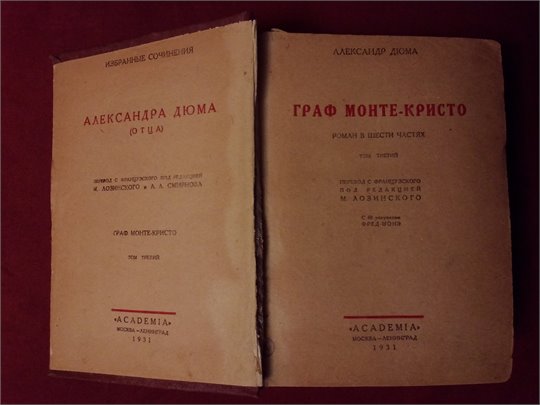 ИЗБРАННЫЕ СОЧИНЕНИЯ
АЛЕКСАНДРА ДЮМА
(ОТЦА)
ПЕРЕВОД С ФРАНЦУЗСКОГО ПОД РЕДАКЦИЕЙ
М. ЛОЗИНСКОГО и А. А. СМИРНОВА
ГРАФ МОНТЕ-КРИСТО
ТОМ ТРЕТИЙ
«ACADEMIA»
МОСКВА—ЛЕНИНГРАД
1931
АЛЕКСАНДР ДЮМА
ГРАФ МОНТЕ-КРИСТО
РОМАН В ШЕСТИ ЧАСТЯХ
ТОМ ТРЕТИЙ
ПЕРЕВОД С ФРАНЦУЗСКОГО
ПОД РЕДАКЦИЕЙ
М. ЛОЗИНСКОГО
С рисунками
ФРЕД-МОНЭ
«ACADEMIA»
МОСКВА—ЛЕНИНГРАД
1931